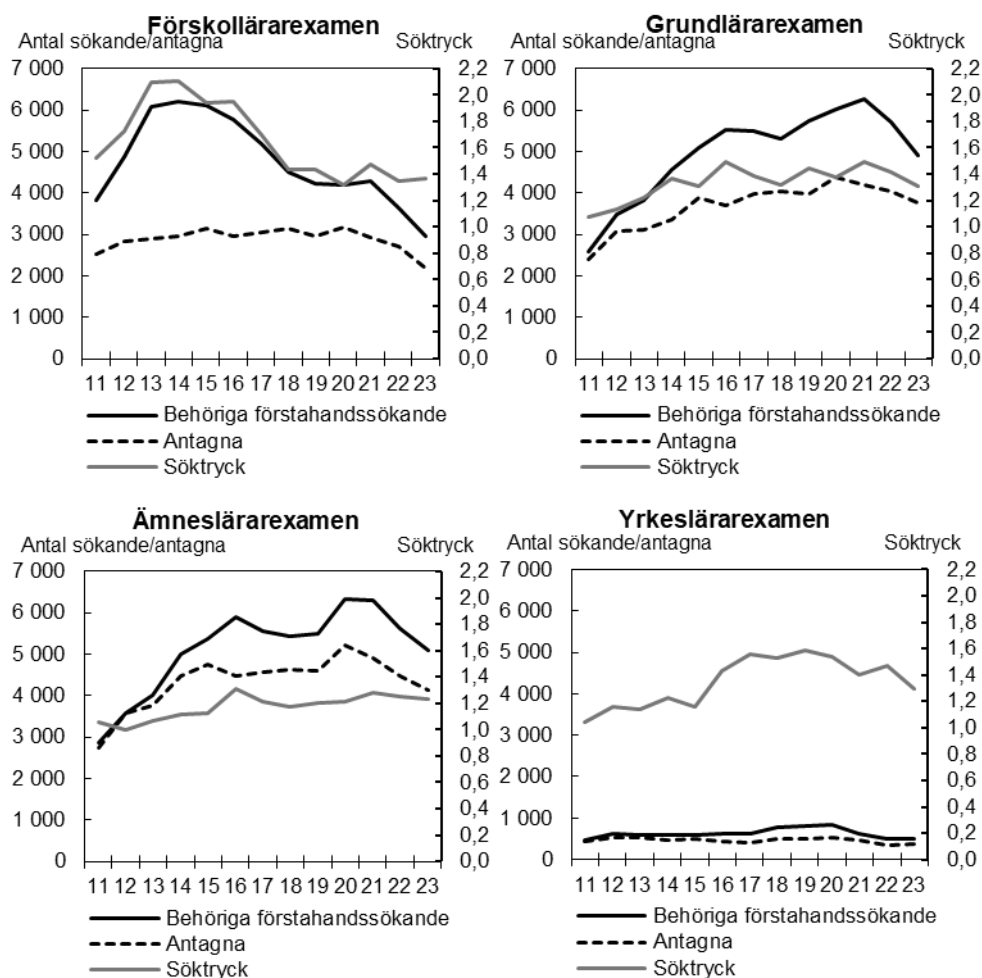 Förskollärarexamen
Antal sökande/antagna Söktryck
7 000 2,2
6 000 2,0
5 000 1,8
4 000 1,6
3 000 1,4
2 000 1,2
1 000 1,0
0 0,8
0,6
0,4
0,2
0,0
11 12 13 14 15 16 17 18 19 20 21 22 23
Behöriga förstahandssökande
Antagna
Söktryck
Grundlärarexamen
Antal sökande/antagna Söktryck
7 000 2,2
6 000 2,0
5 000 1,8
4 000 1,6
3 000 1,4
2 000 1,2
1 000 1,0
0 0,8
0,6
0,4
0,2
0,0
11 12 13 14 15 16 17 18 19 20 21 22 23
Behöriga förstahandssökande
Antagna
Söktryck
Ämneslärarexamen
Antal sökande/antagna Söktryck
7 000 2,2
6 000 2,0
5 000 1,8
4 000 1,6
3 000 1,4
2 000 1,2
1 000 1,0
0 0,8
0,6
0,4
0,2
0,0
11 12 13 14 15 16 17 18 19 20 21 22 23
Behöriga förstahandssökande
Antagna
Söktryck
Yrkeslärarexamen
Antal sökande/antagna Söktryck
7 000 2,2
6 000 2,0
5 000 1,8
4 000 1,6
3 000 1,4
2 000 1,2
1 000 1,0
0 0,8
0,6
0,4
0,2
0,0
11 12 13 14 15 16 17 18 19 20 21 22 23
Behöriga förstahandssökande
Antagna
Söktryck